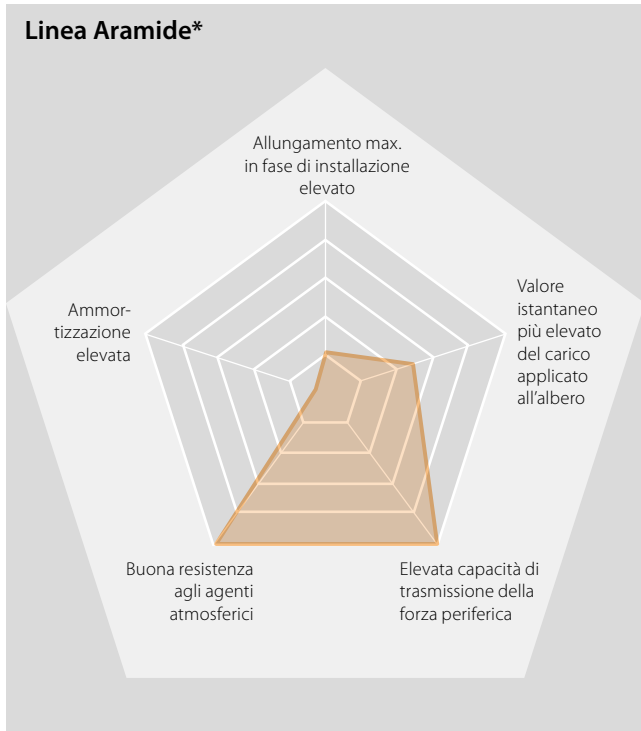 Linea Aramide*
Allungamento max.
in fase di installazione
elevato
Valore
istantaneo
più elevato
del carico
applicato
all'albero
Ammor-
tizzazione
elevata
Buona resistenza
agli agenti
atmosferici
Elevata capacità di
trasmissione della
forza periferica